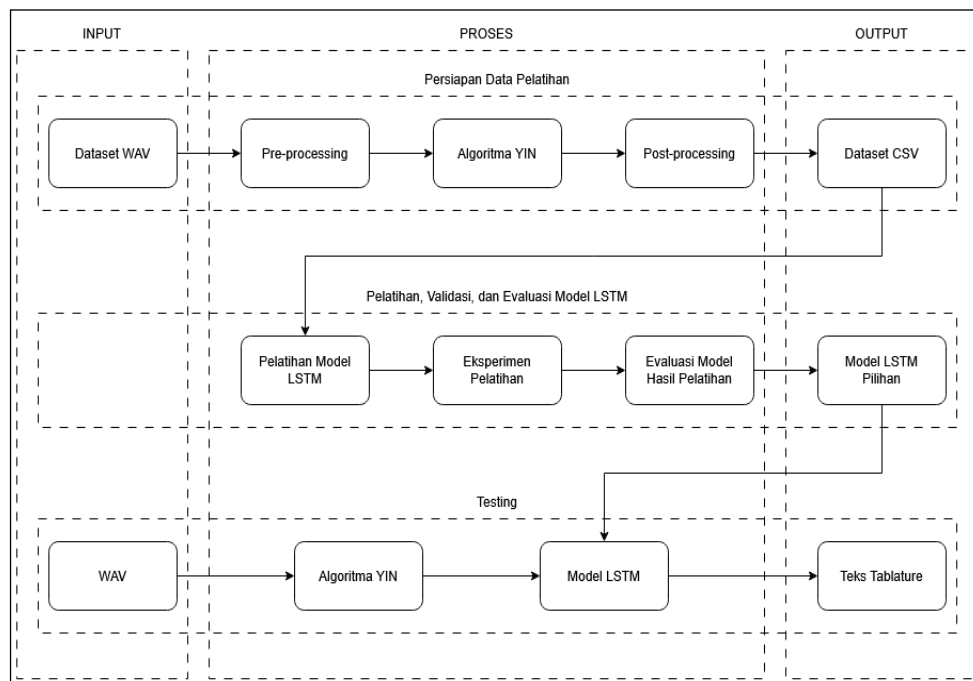 INPUT
PROSES
OUTPUT
Persiapan Data Pelatihan
Dataset WAV
Pre-processing
Algoritma YIN
Post-processing
Dataset CSV
Pelatihan, Validasi, dan Evaluasi Model LSTM
Pelatihan Model
LSTM
Eksperimen
Pelatihan
Evaluasi Model
Hasil Pelatihan
Model LSTM
Pilihan
Testing
WAV
Algoritma YIN
Model LSTM
Teks Tablature